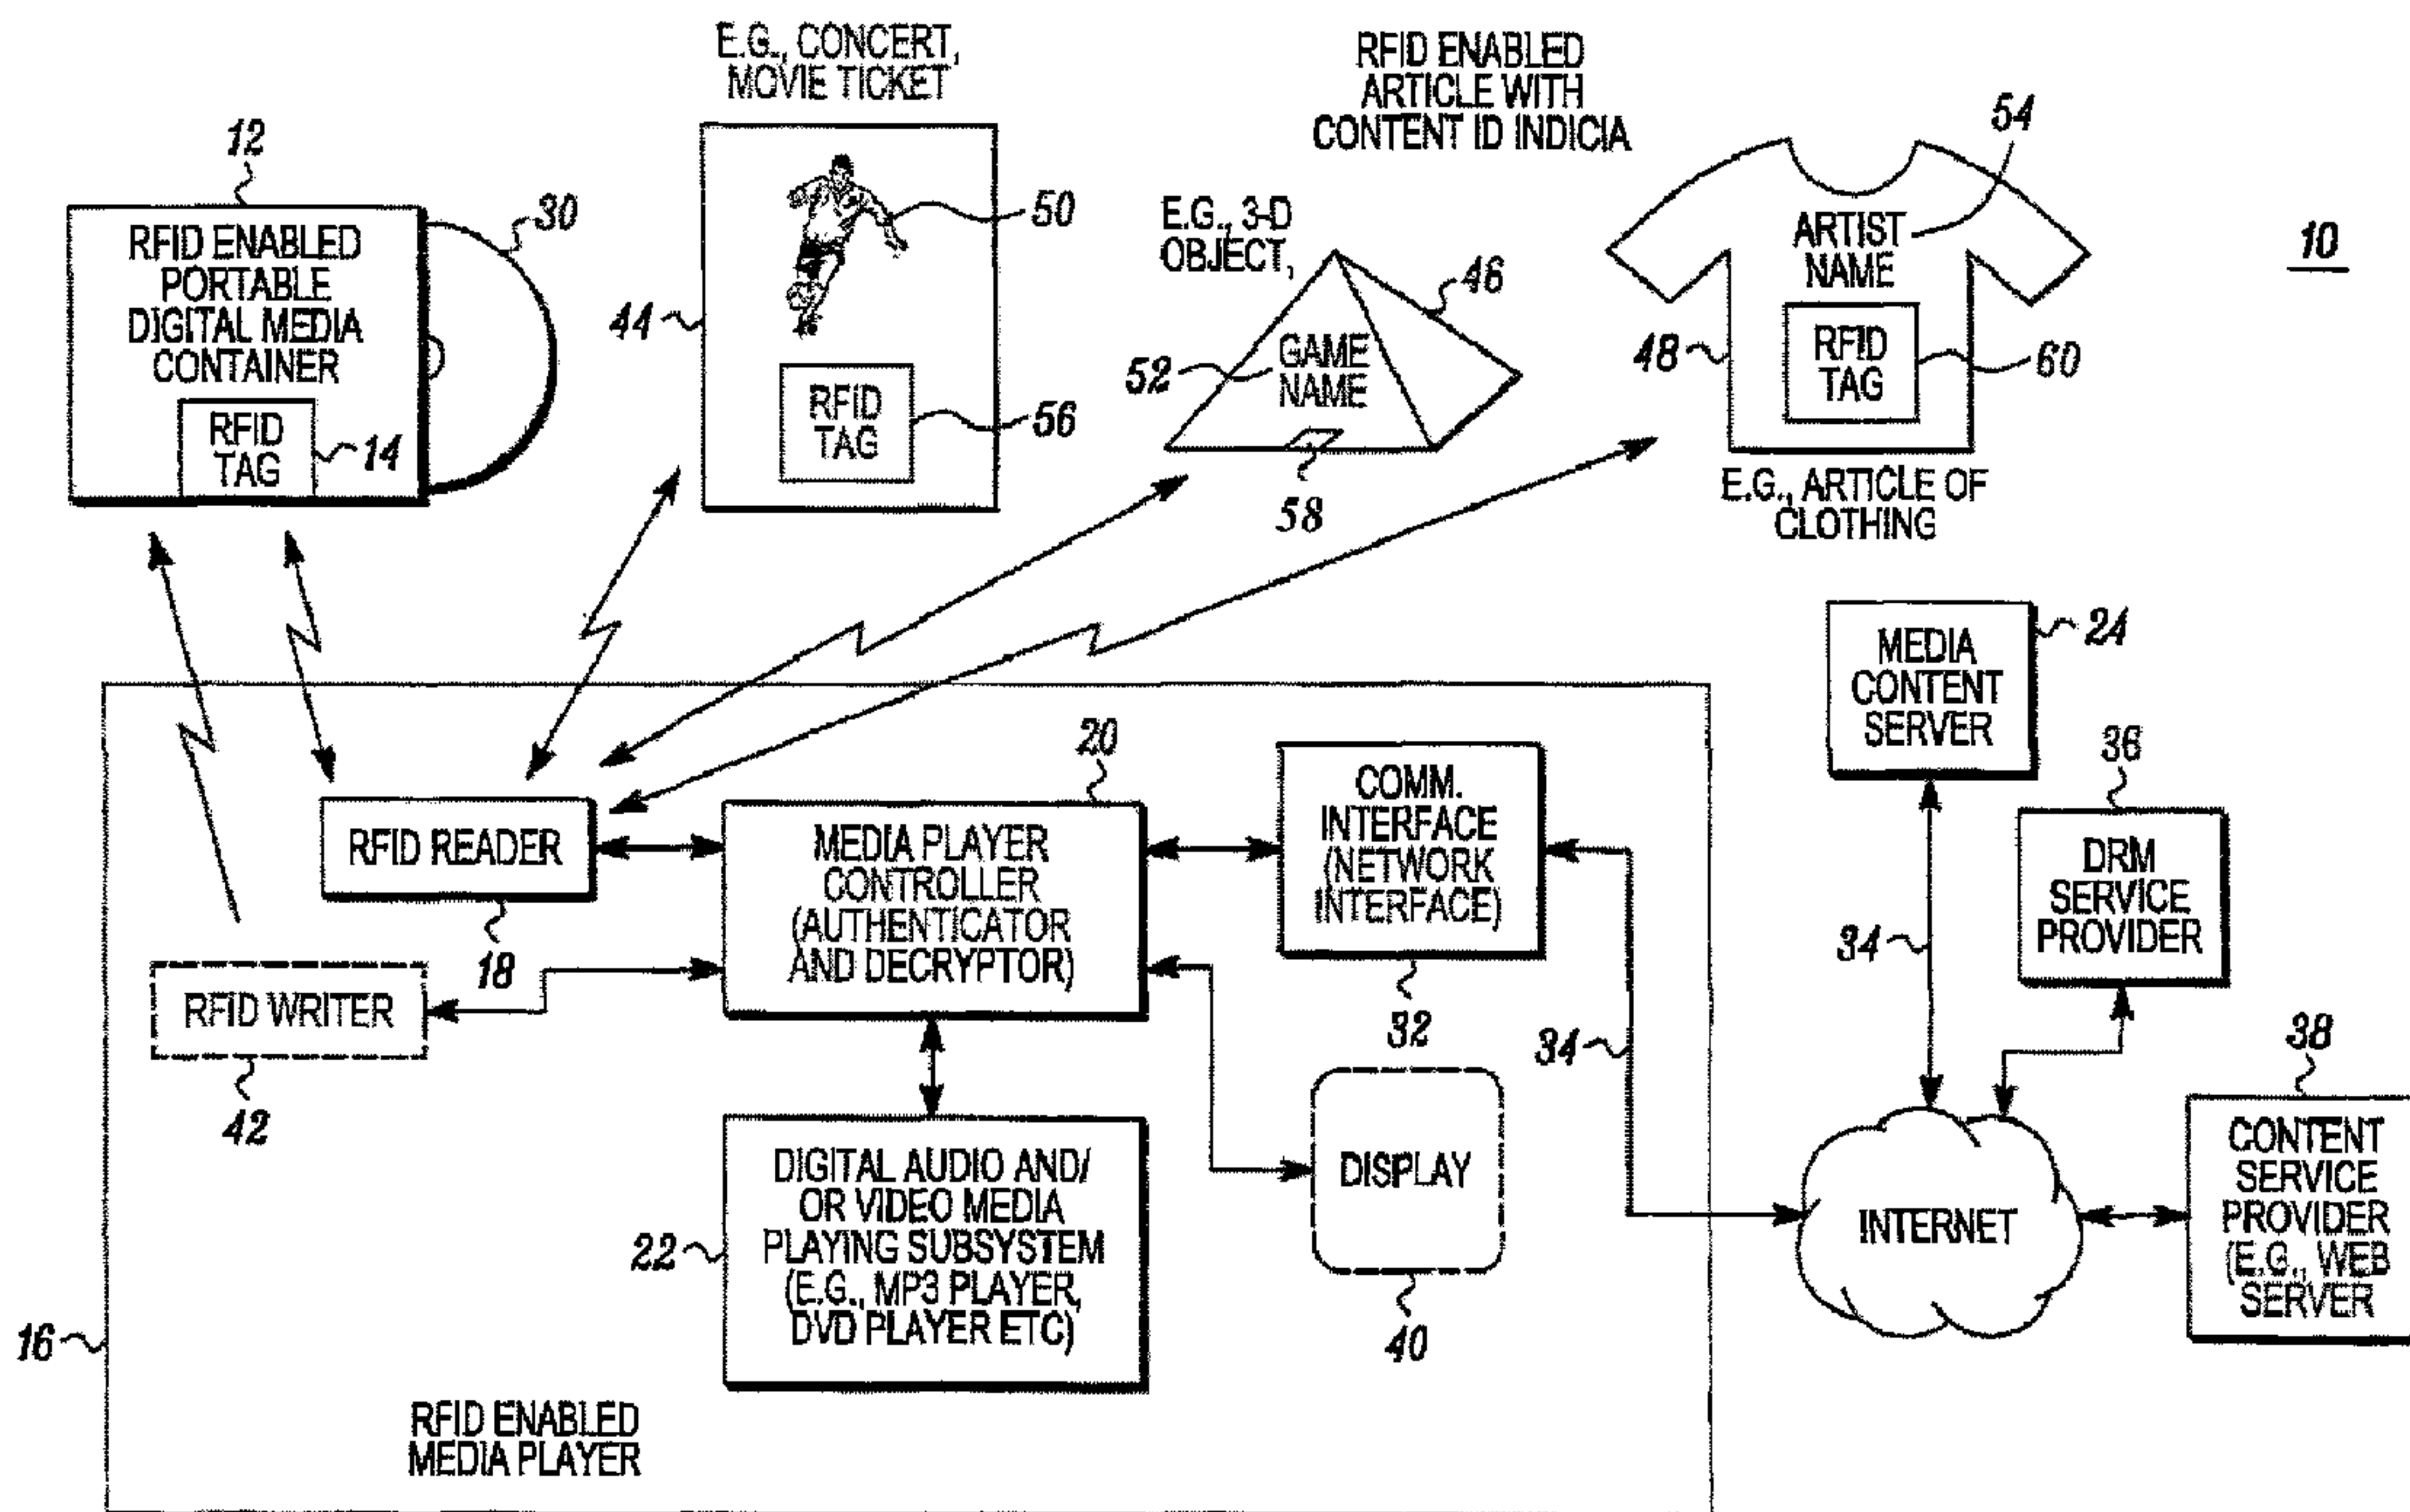 E.G., CONCERT,
MOVIE TICKET
RFID ENABLED
ARTICLE WITH
CONTENT ID INDICIA
12
30
RFID ENABLED
PORTABLE
DIGITAL MEDIA
CONTAINER
RFID
TAG
14
44
50
RFID
TAG
56
E.G., 3-D
OBJECT,
46
52
GAME
NAME
58
54
ARTIST
NAME
48
RFID
TAG
60
E.G., ARTICLE OF
CLOTHING
10
MEDIA
CONTENT
SERVER
24
36
DRM
SERVICE
PROVIDER
34
38
CONTENT
SERVICE
PROVIDER
(E.G., WEB
SERVER
INTERNET
34
20
RFID READER
18
MEDIA PLAYER
CONTROLLER
(AUTHENTICATOR
AND DECRYPTOR)
COMM.
INTERFACE
(NETWORK
INTERFACE)
32
RFID WRITER
42
DIGITAL AUDIO AND/
OR VIDEO MEDIA
PLAYING SUBSYSTEM
(E.G., MP3 PLAYER,
DVD PLAYER ETC)
22
DISPLAY
40
16
RFID ENABLED
MEDIA PLAYER